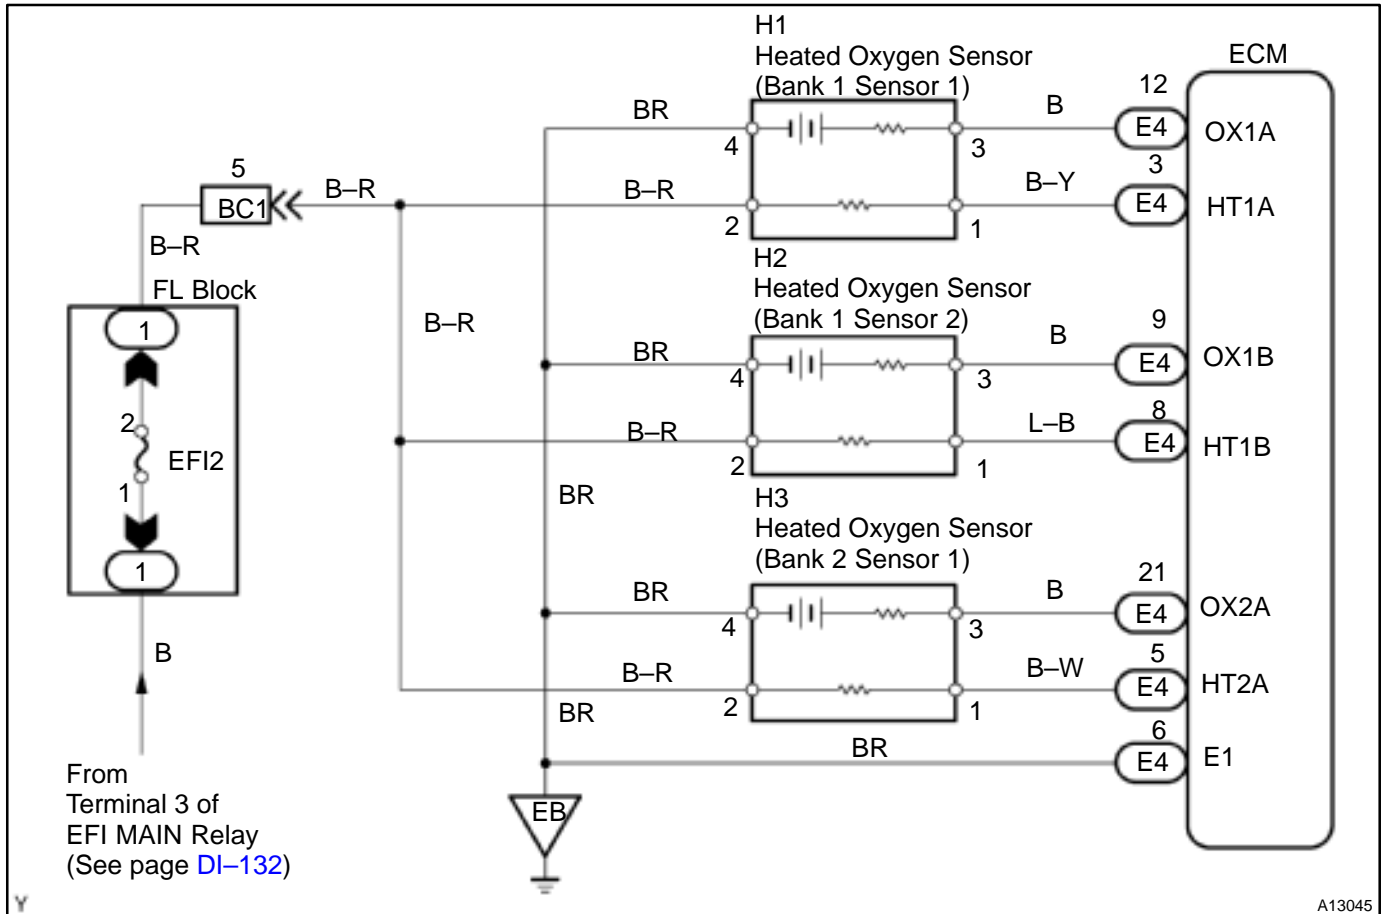 H1
Heated Oxygen Sensor
(Bank 1 Sensor 1)
ECM
BR
4
3
B
12
E4
OX1A
5
BC1
B–R
B–R
2
1
B–Y
3
E4
HT1A
B–R
FL Block
1
2
EFI2
1
1
B
From
Terminal 3 of
EFI MAIN Relay
(See page DI–132)
B–R
H2
Heated Oxygen Sensor
(Bank 1 Sensor 2)
BR
4
3
B
9
E4
OX1B
B–R
2
1
L–B
8
E4
HT1B
BR
H3
Heated Oxygen Sensor
(Bank 2 Sensor 1)
BR
4
3
B
21
E4
OX2A
B–R
2
1
B–W
5
E4
HT2A
BR
BR
6
E4
E1
EB
Y
A13045